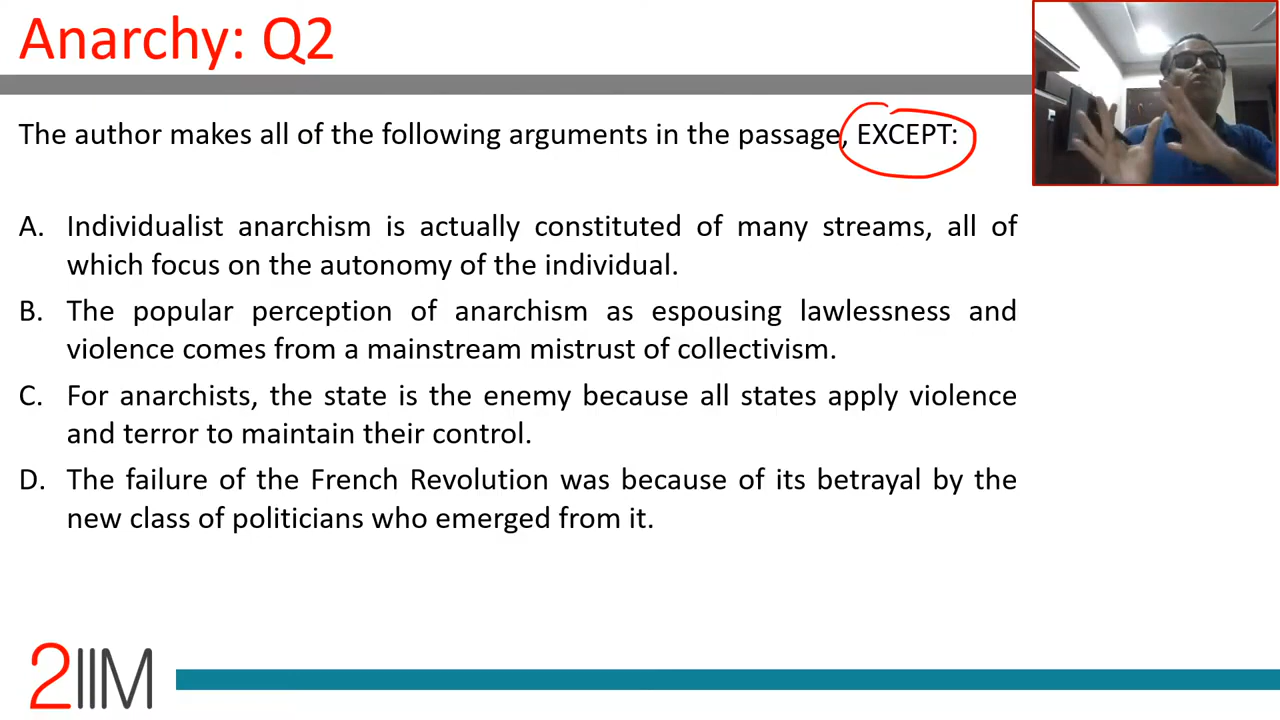 Anarchy: Q2
The author makes all of the following arguments in the passage, EXCEPT:
A. Individualist anarchism is actually constituted of many streams, all of
which focus on the autonomy of the individual.
B. The popular perception of anarchism as espousing lawlessness and
violence comes from a mainstream mistrust of collectivism.
C. For anarchists, the state is the enemy because all states apply violence
and terror to maintain their control.
D. The failure of the French Revolution was because of its betrayal by the
new class of politicians who emerged from it.
2IIM